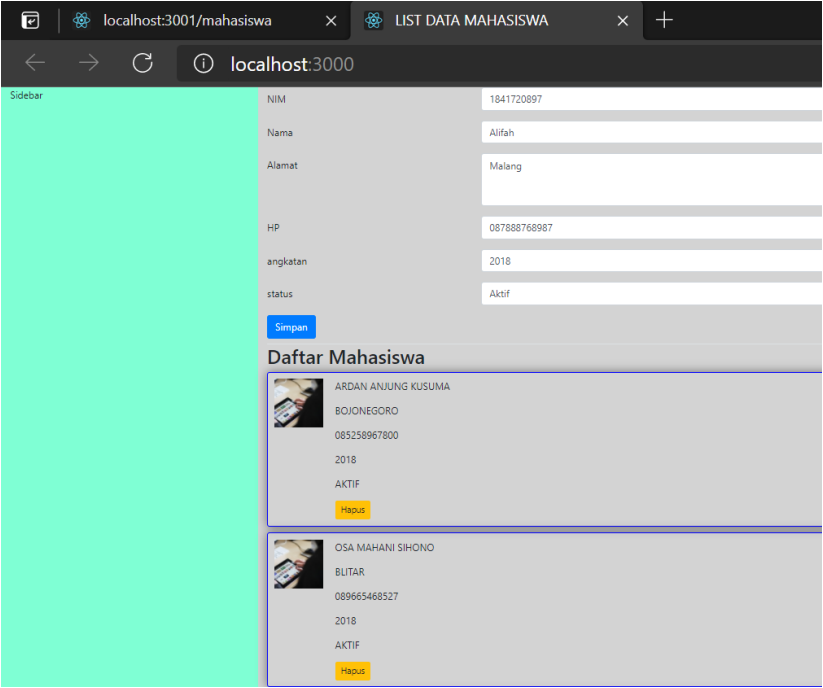 localhost:3001/mahasiswa
LIST DATA MAHASISWA
localhost:3000
Sidebar
NIM 1841720897
Nama Alifah
Alamat Malang
HP 087888768987
angkatan 2018
status Aktif
Simpan
Daftar Mahasiswa
ARDAN ANJUNG KUSUMA
BOJONEGORO
085258967800
2018
AKTIF
Hapus
OSA MAHANI SIHONO
BLITAR
089665468527
2018
AKTIF
Hapus